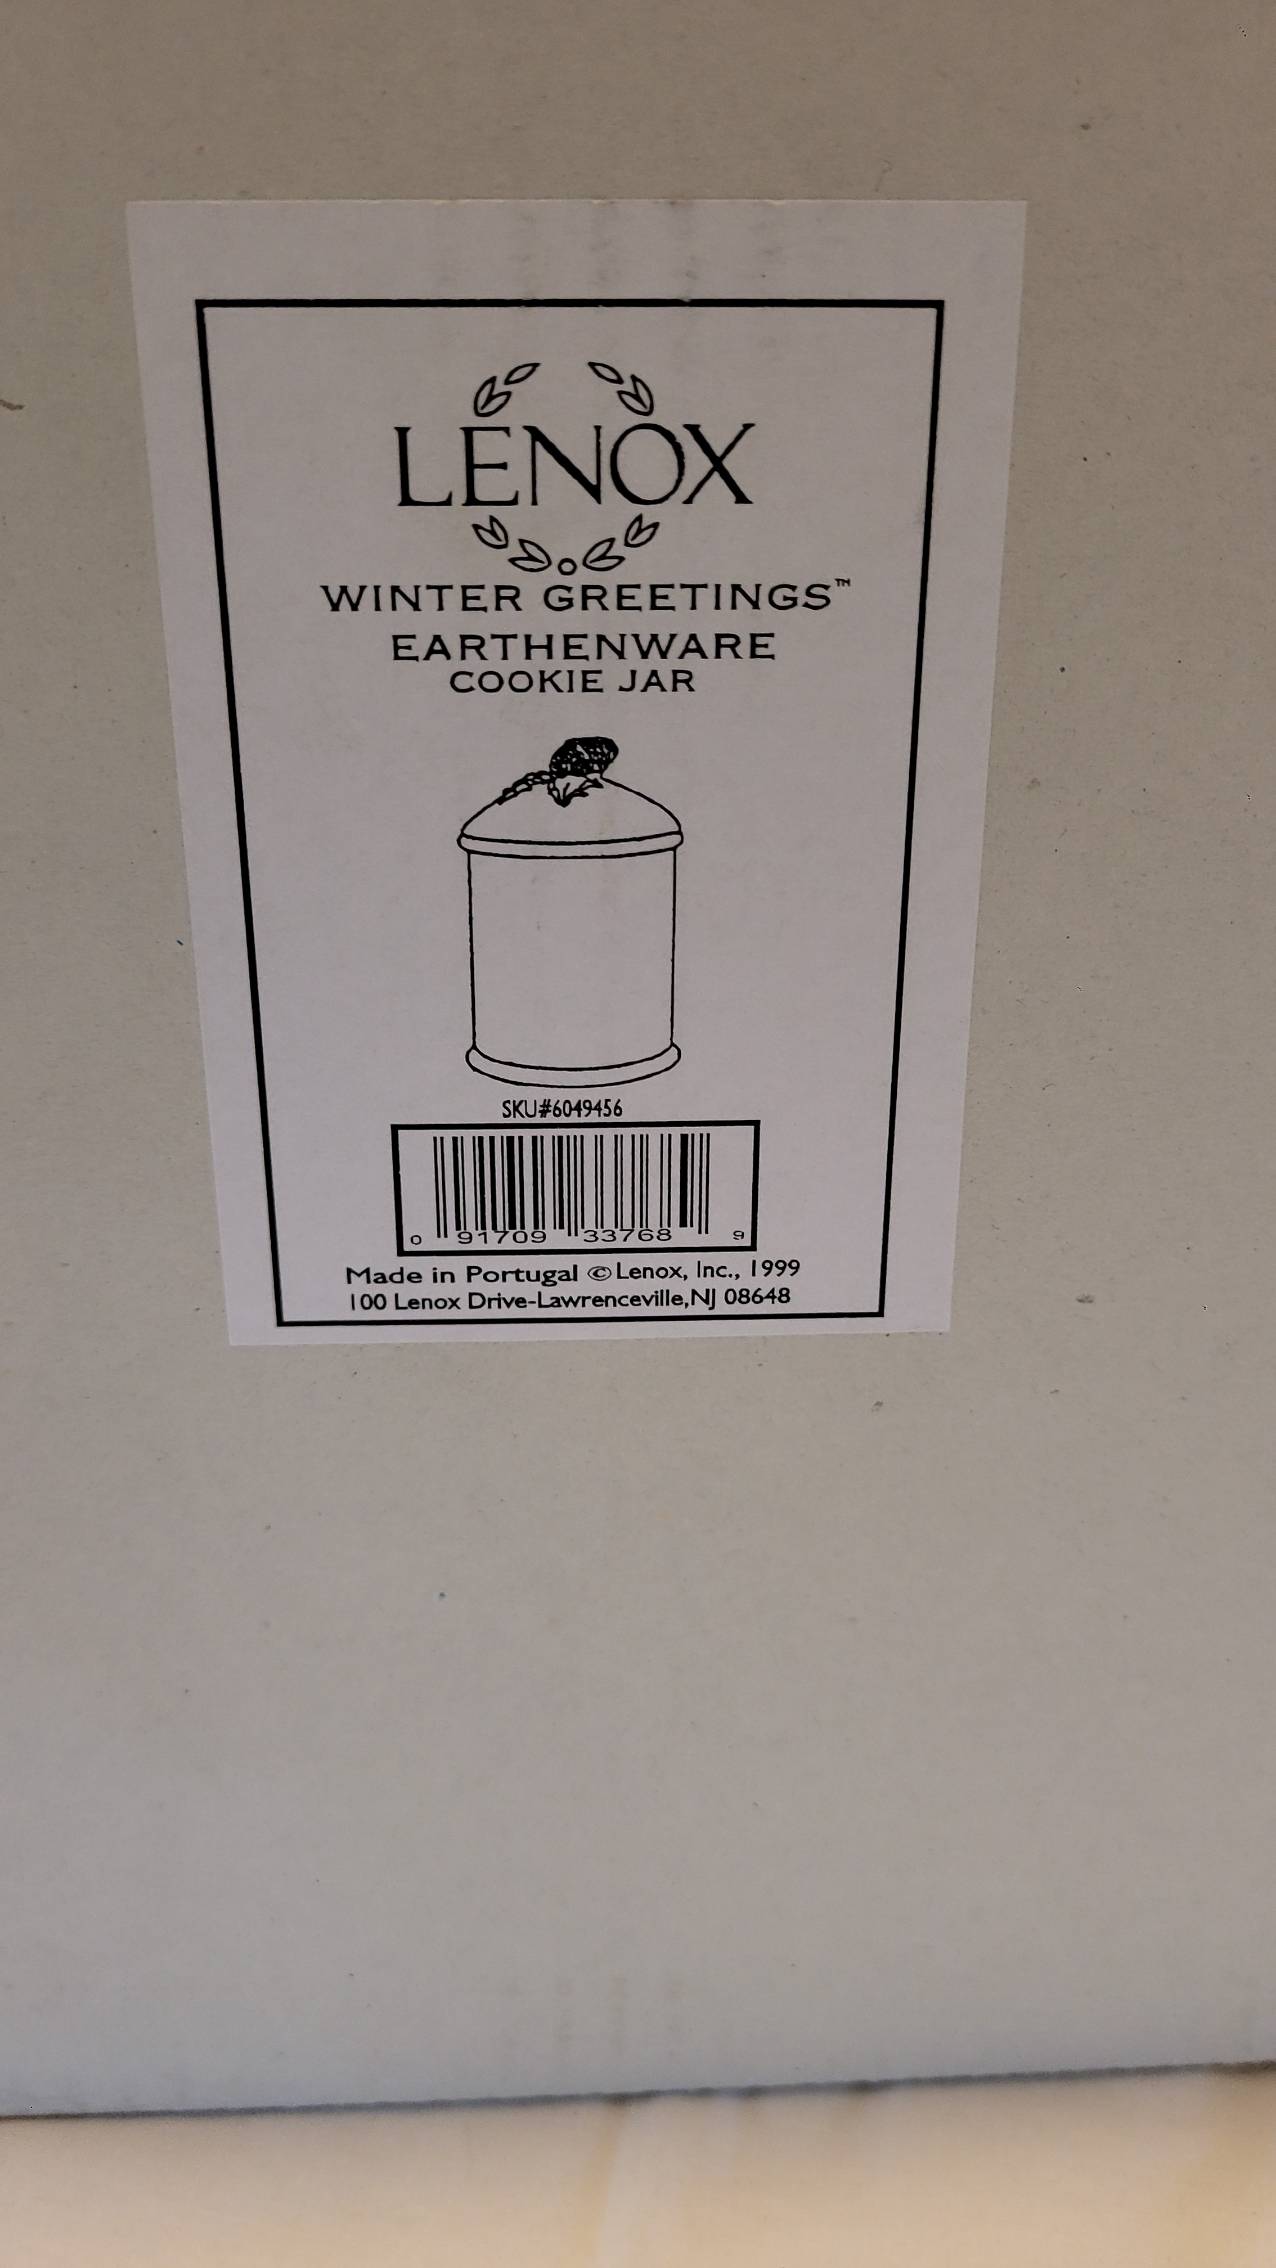 LENOX
WINTER GREETINGS™
EARTHENWARE
COOKIE JAR
SKU#6049456
0 91709 33768 9
Made in Portugal © Lenox, Inc., 1999
100 Lenox Drive-Lawrenceville, NJ 08648